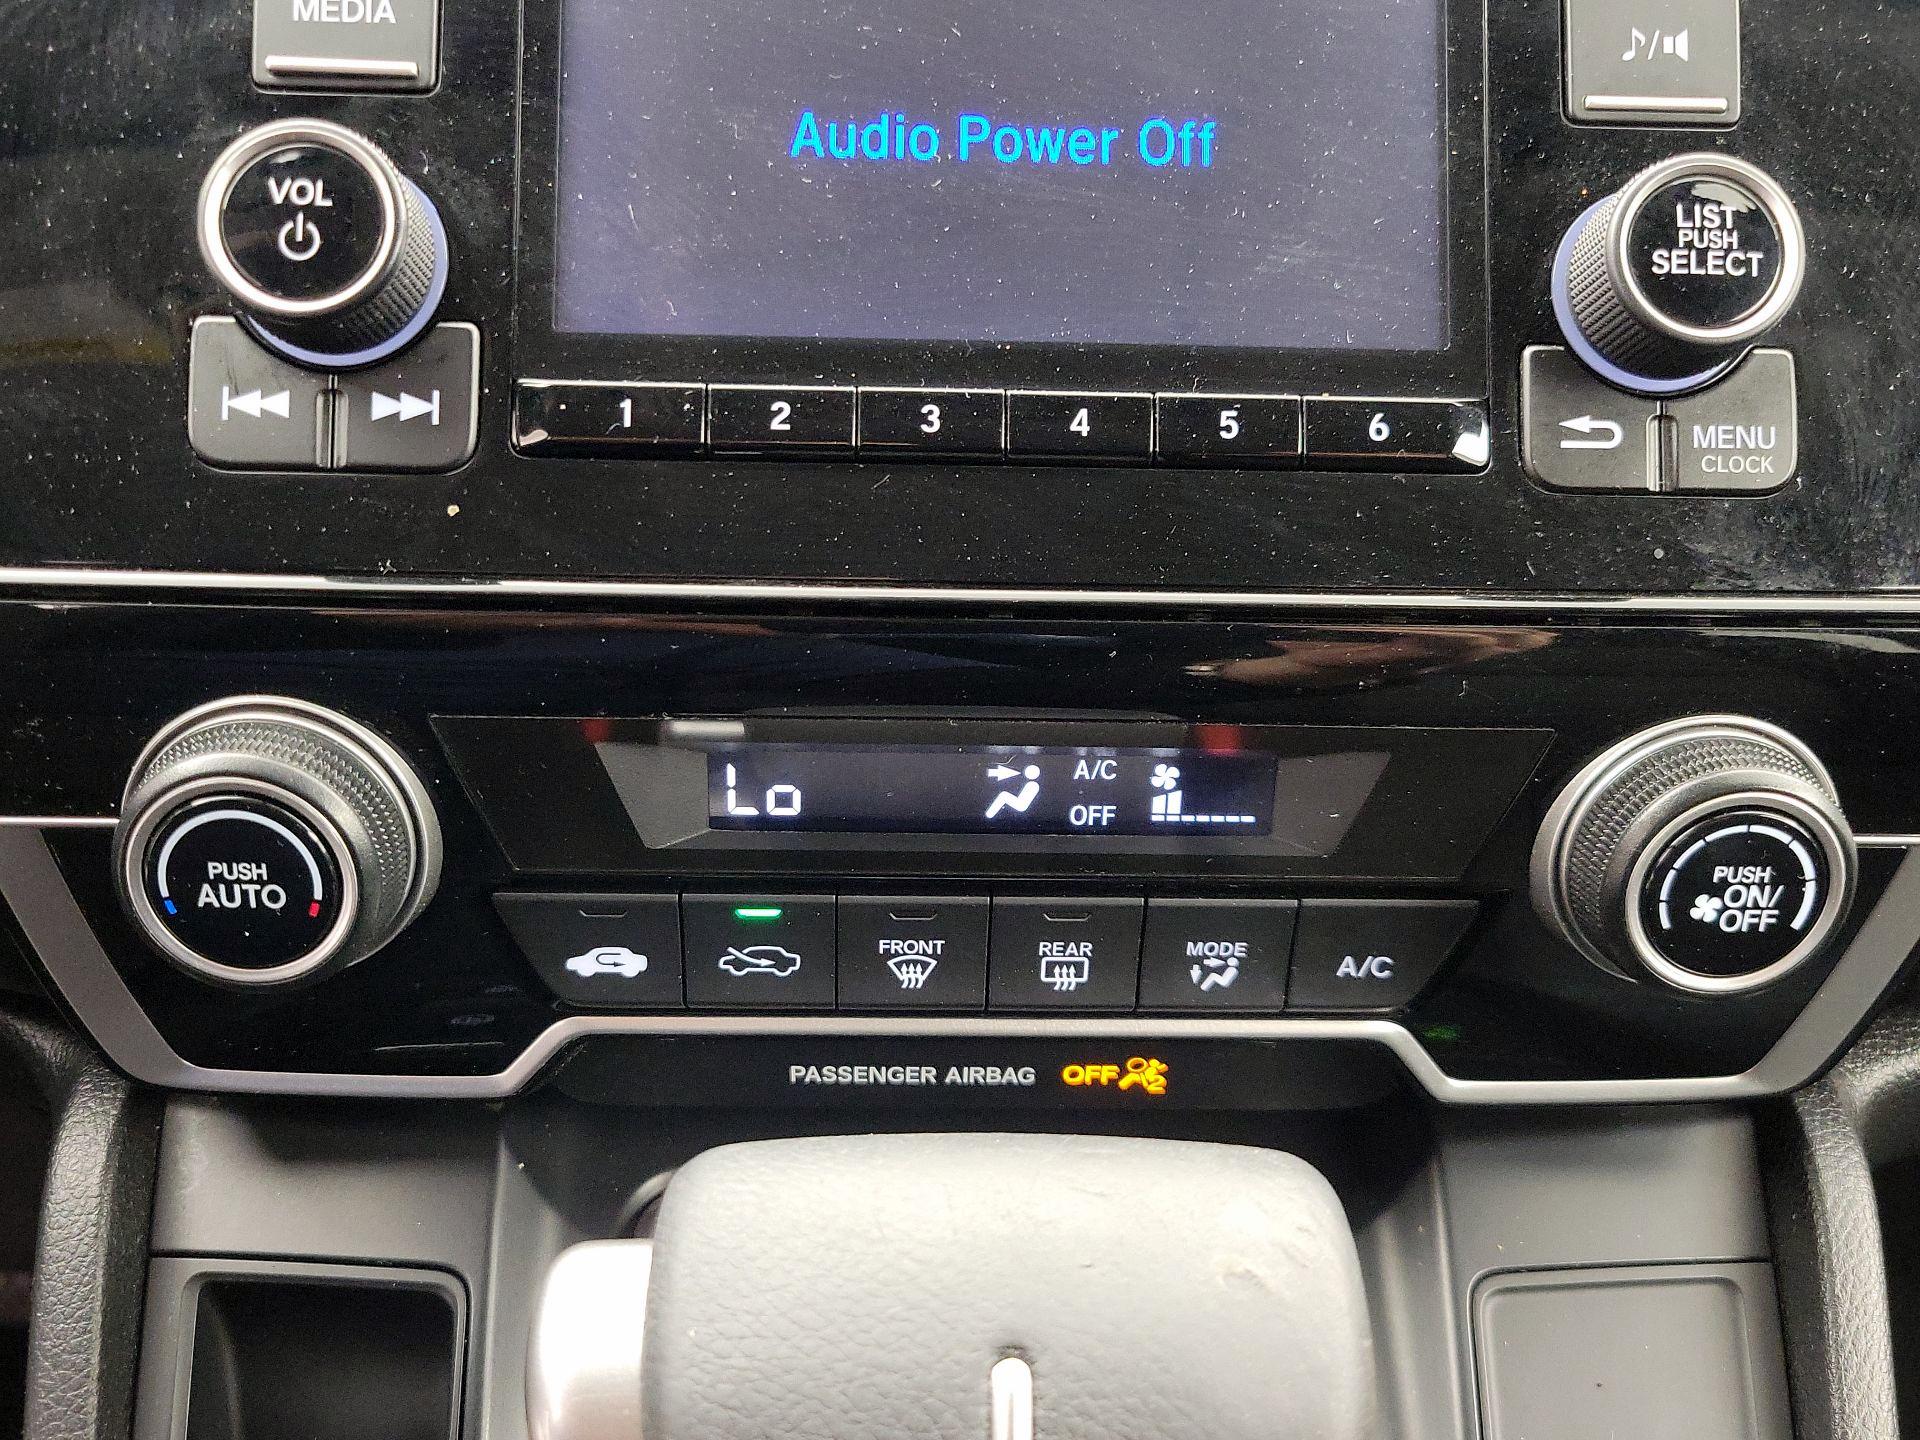 MEDIA
Audio Power Off
VOL
LIST
PUSH
SELECT
1 2 3 4 5 6
MENU
CLOCK
Lo
A/C
OFF
PUSH
AUTO
PUSH
ON/
OFF
FRONT
REAR
MODE
A/C
PASSENGER AIRBAG OFF 2